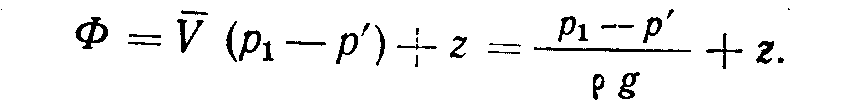 Φ = V̅ (p₁ — p′) + z = (p₁ — p′) / (ρ g) + z.